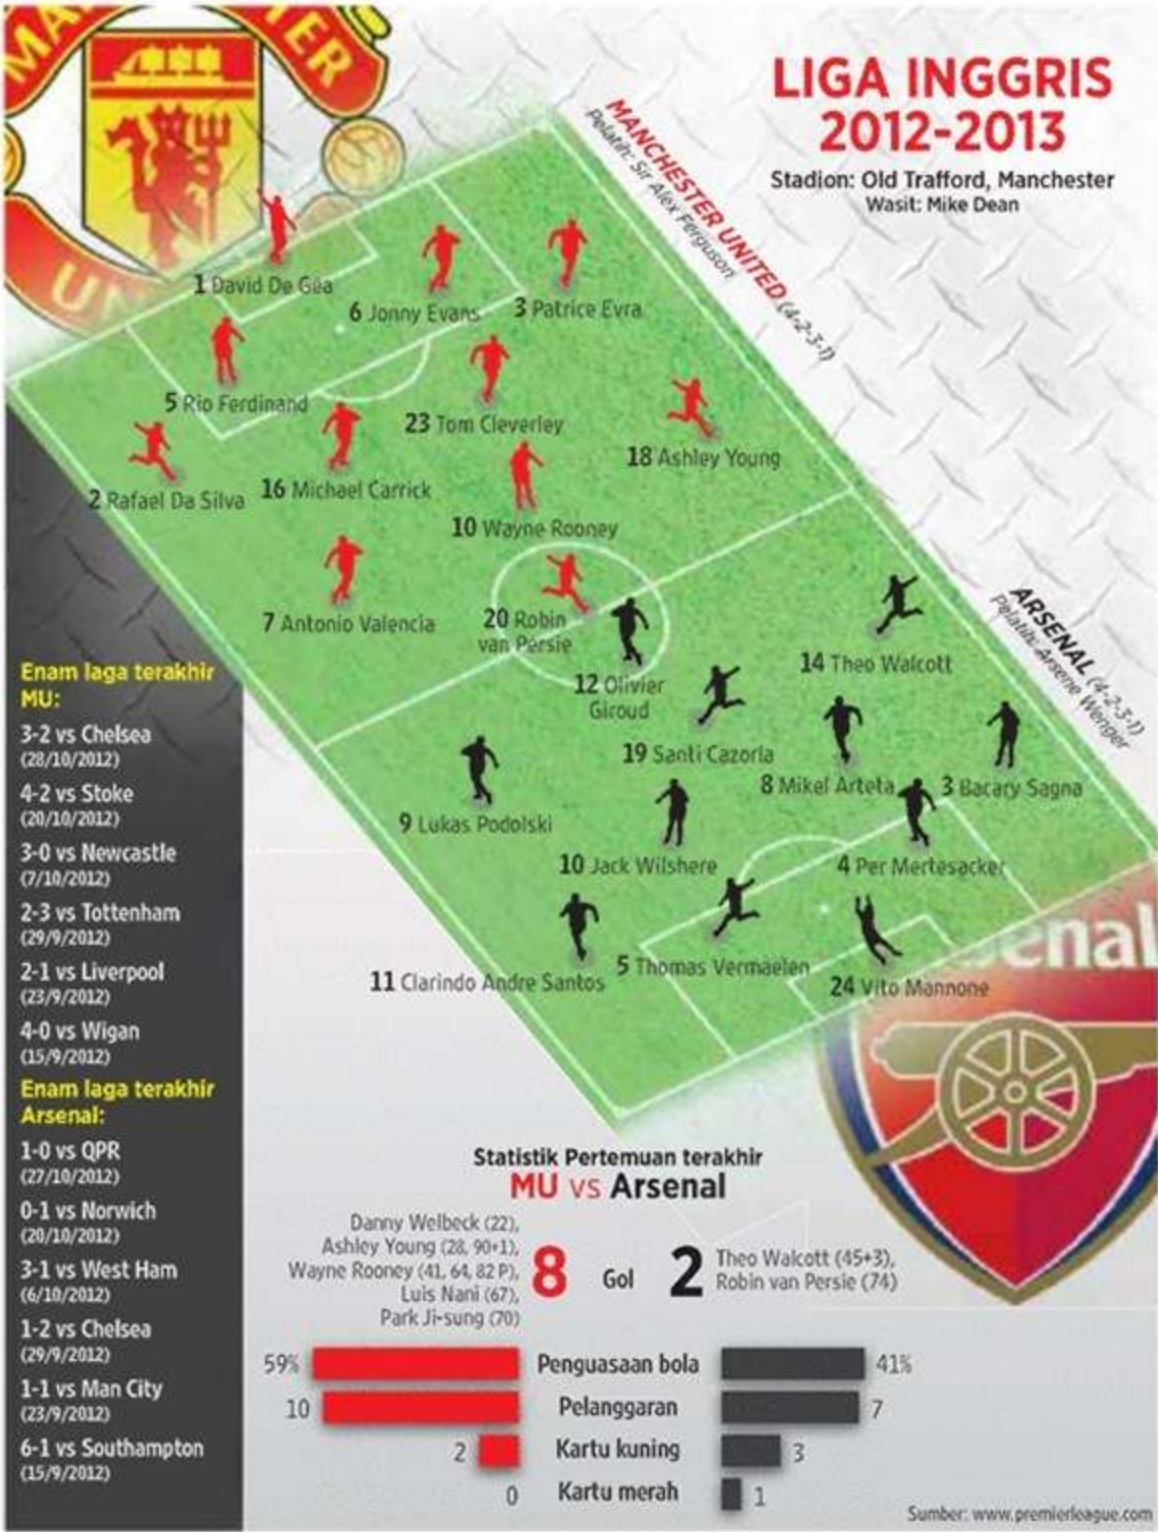 LIGA INGGRIS
2012-2013
Stadion: Old Trafford, Manchester
Wasit: Mike Dean
MANCHESTER UNITED (4-2-3-1)
Pelatih: Sir Alex Ferguson
1 David De Gea
6 Jonny Evans
3 Patrice Evra
5 Rio Ferdinand
23 Tom Cleverley
18 Ashley Young
2 Rafael Da Silva
16 Michael Carrick
10 Wayne Rooney
7 Antonio Valencia
20 Robin
van Persie
ARSENAL (4-2-3-1)
Pelatih: Arsene Wenger
14 Theo Walcott
12 Olivier
Giroud
19 Santi Cazorla
8 Mikel Arteta
3 Bacary Sagna
9 Lukas Podolski
10 Jack Wilshere
4 Per Mertesacker
11 Clarindo Andre Santos
5 Thomas Vermaelen
24 Vito Mannone
Enam laga terakhir
MU:
3-2 vs Chelsea
(28/10/2012)
4-2 vs Stoke
(20/10/2012)
3-0 vs Newcastle
(7/10/2012)
2-3 vs Tottenham
(29/9/2012)
2-1 vs Liverpool
(23/9/2012)
4-0 vs Wigan
(15/9/2012)
Enam laga terakhir
Arsenal:
1-0 vs QPR
(27/10/2012)
0-1 vs Norwich
(20/10/2012)
3-1 vs West Ham
(6/10/2012)
1-2 vs Chelsea
(29/9/2012)
1-1 vs Man City
(23/9/2012)
6-1 vs Southampton
(15/9/2012)
Statistik Pertemuan terakhir
MU vs Arsenal
Danny Welbeck (22),
Ashley Young (28, 90+1),
Wayne Rooney (41, 64, 82 P),
Luis Nani (67),
Park Ji-sung (70)
8 Gol 2
Theo Walcott (45+3),
Robin van Persie (74)
59% Penguasaan bola 41%
10 Pelanggaran 7
2 Kartu kuning 3
0 Kartu merah 1
Sumber: www.premierleague.com